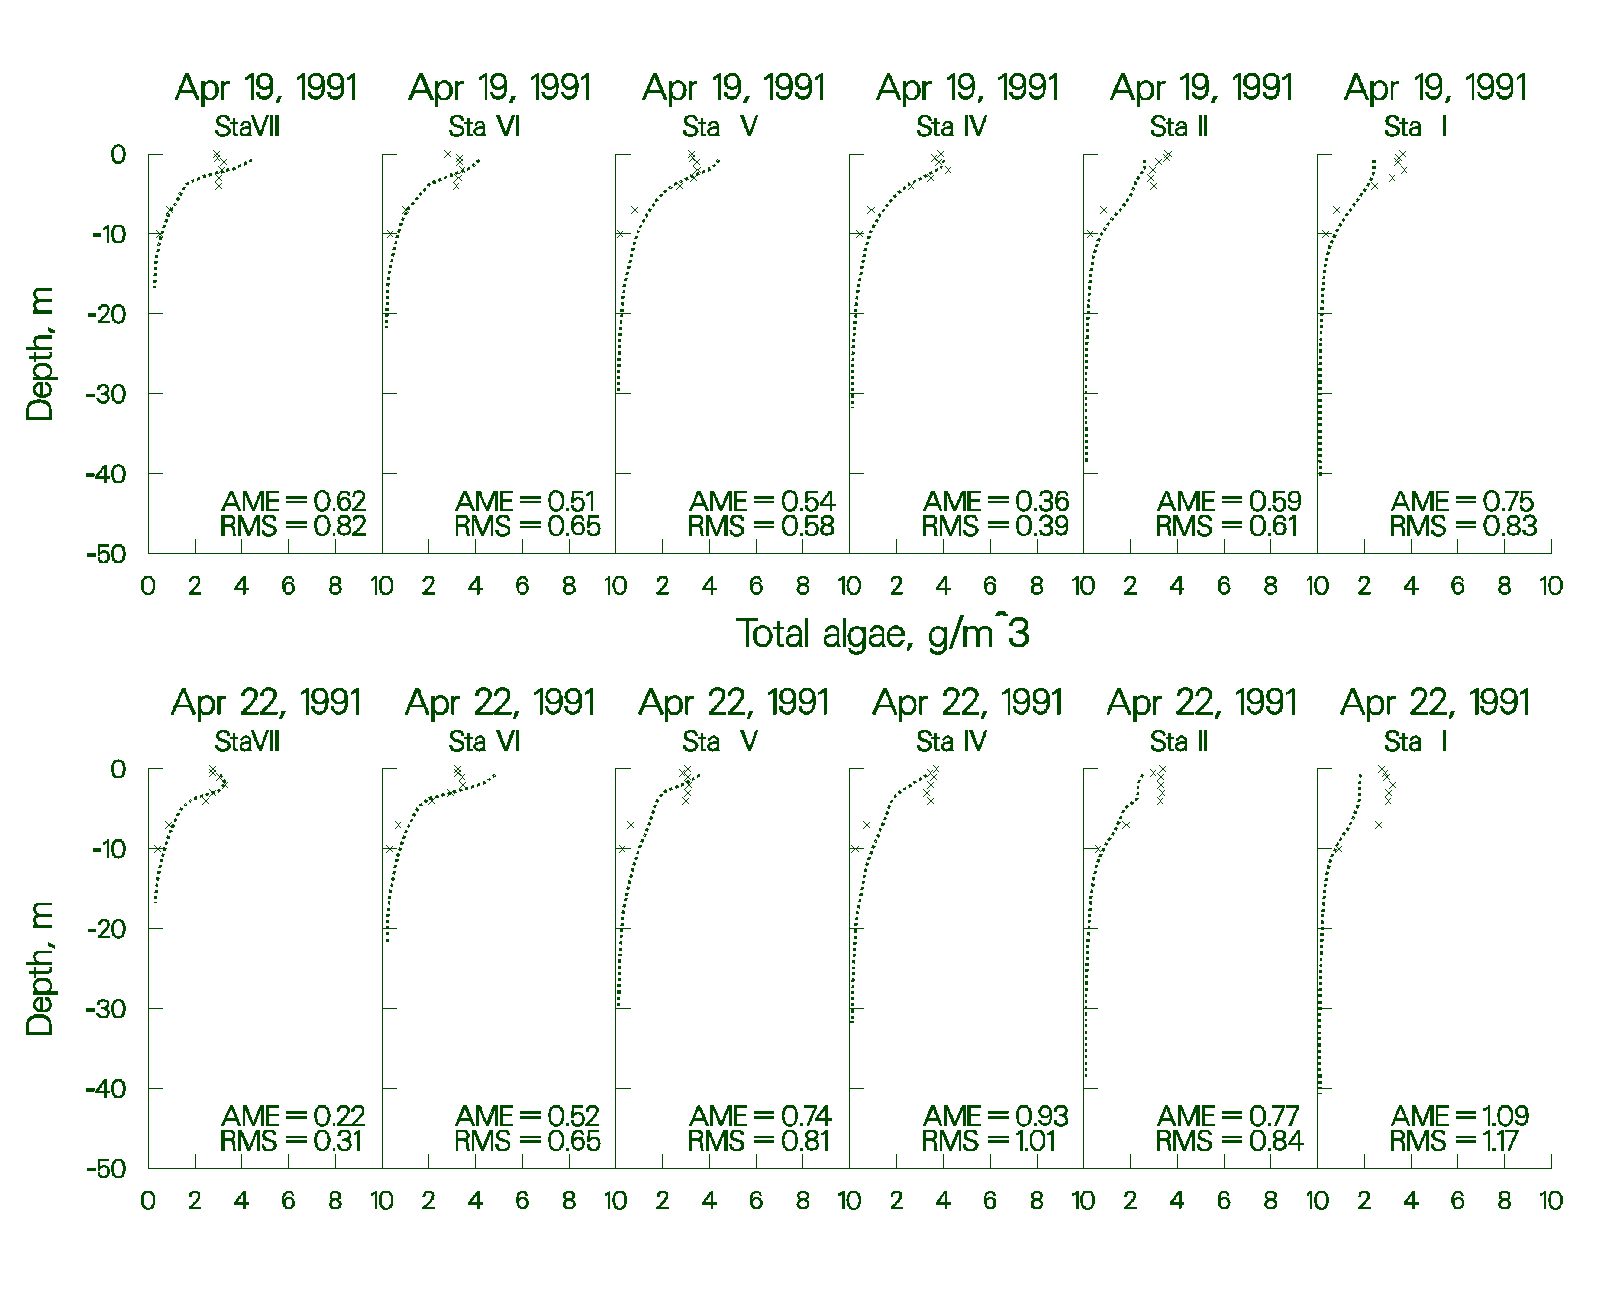 Apr 19, 1991 Apr 19, 1991 Apr 19, 1991 Apr 19, 1991 Apr 19, 1991 Apr 19, 1991
StaVII Sta VI Sta V Sta IV Sta II Sta I
0
-10
-20
-30
-40
-50
Depth, m
AME = 0.62 AME = 0.51 AME = 0.54 AME = 0.36 AME = 0.59 AME = 0.75
RMS = 0.82 RMS = 0.65 RMS = 0.58 RMS = 0.39 RMS = 0.61 RMS = 0.83
0 2 4 6 8 10 2 4 6 8 10 2 4 6 8 10 2 4 6 8 10 2 4 6 8 10 2 4 6 8 10
Total algae, g/m^3
Apr 22, 1991 Apr 22, 1991 Apr 22, 1991 Apr 22, 1991 Apr 22, 1991 Apr 22, 1991
StaVII Sta VI Sta V Sta IV Sta II Sta I
0
-10
-20
-30
-40
-50
Depth, m
AME = 0.22 AME = 0.52 AME = 0.74 AME = 0.93 AME = 0.77 AME = 1.09
RMS = 0.31 RMS = 0.65 RMS = 0.81 RMS = 1.01 RMS = 0.84 RMS = 1.17
0 2 4 6 8 10 2 4 6 8 10 2 4 6 8 10 2 4 6 8 10 2 4 6 8 10 2 4 6 8 10